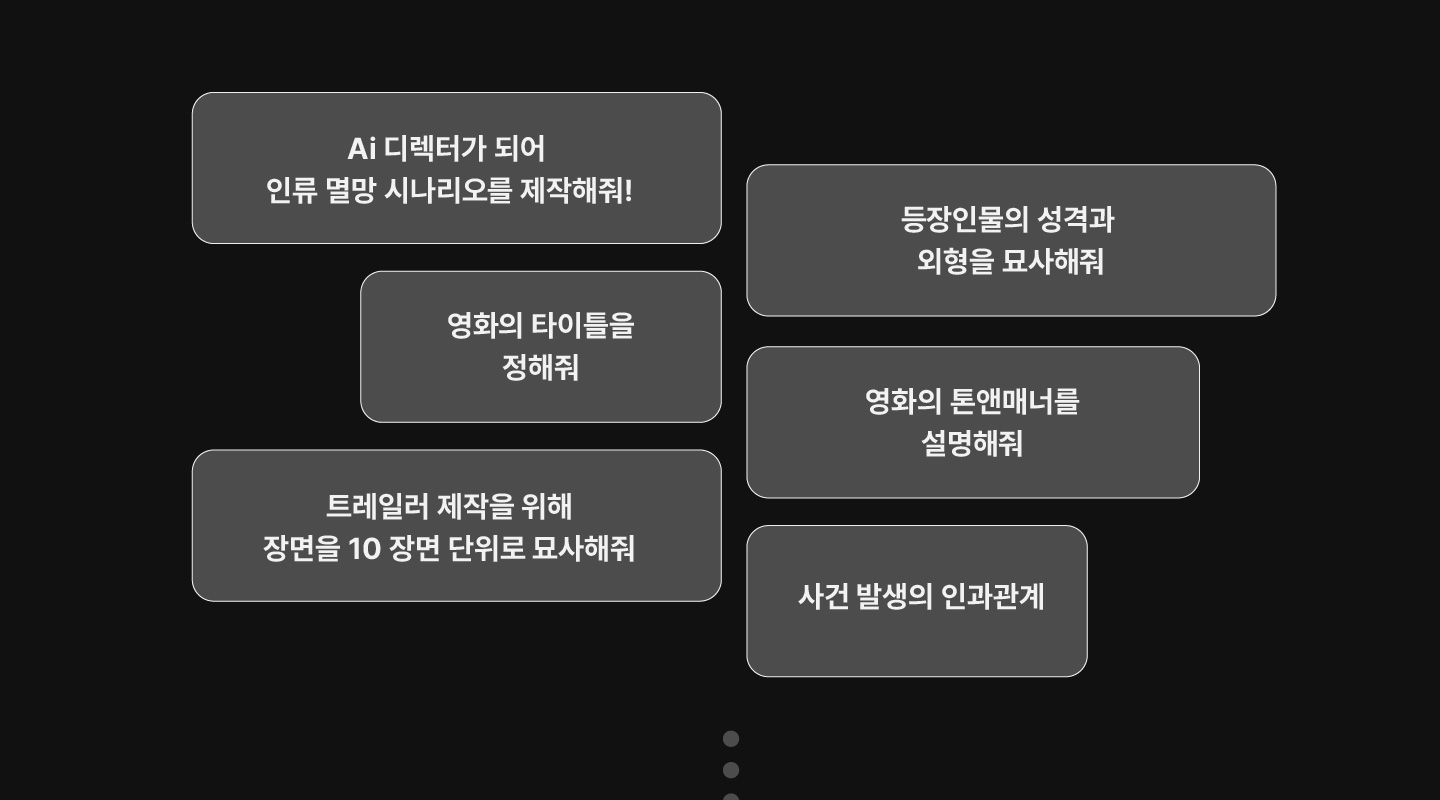 Ai 디렉터가 되어
인류 멸망 시나리오를 제작해줘!
등장인물의 성격과
외형을 묘사해줘
영화의 타이틀을
정해줘
영화의 톤앤매너를
설명해줘
트레일러 제작을 위해
장면을 10 장면 단위로 묘사해줘
사건 발생의 인과관계